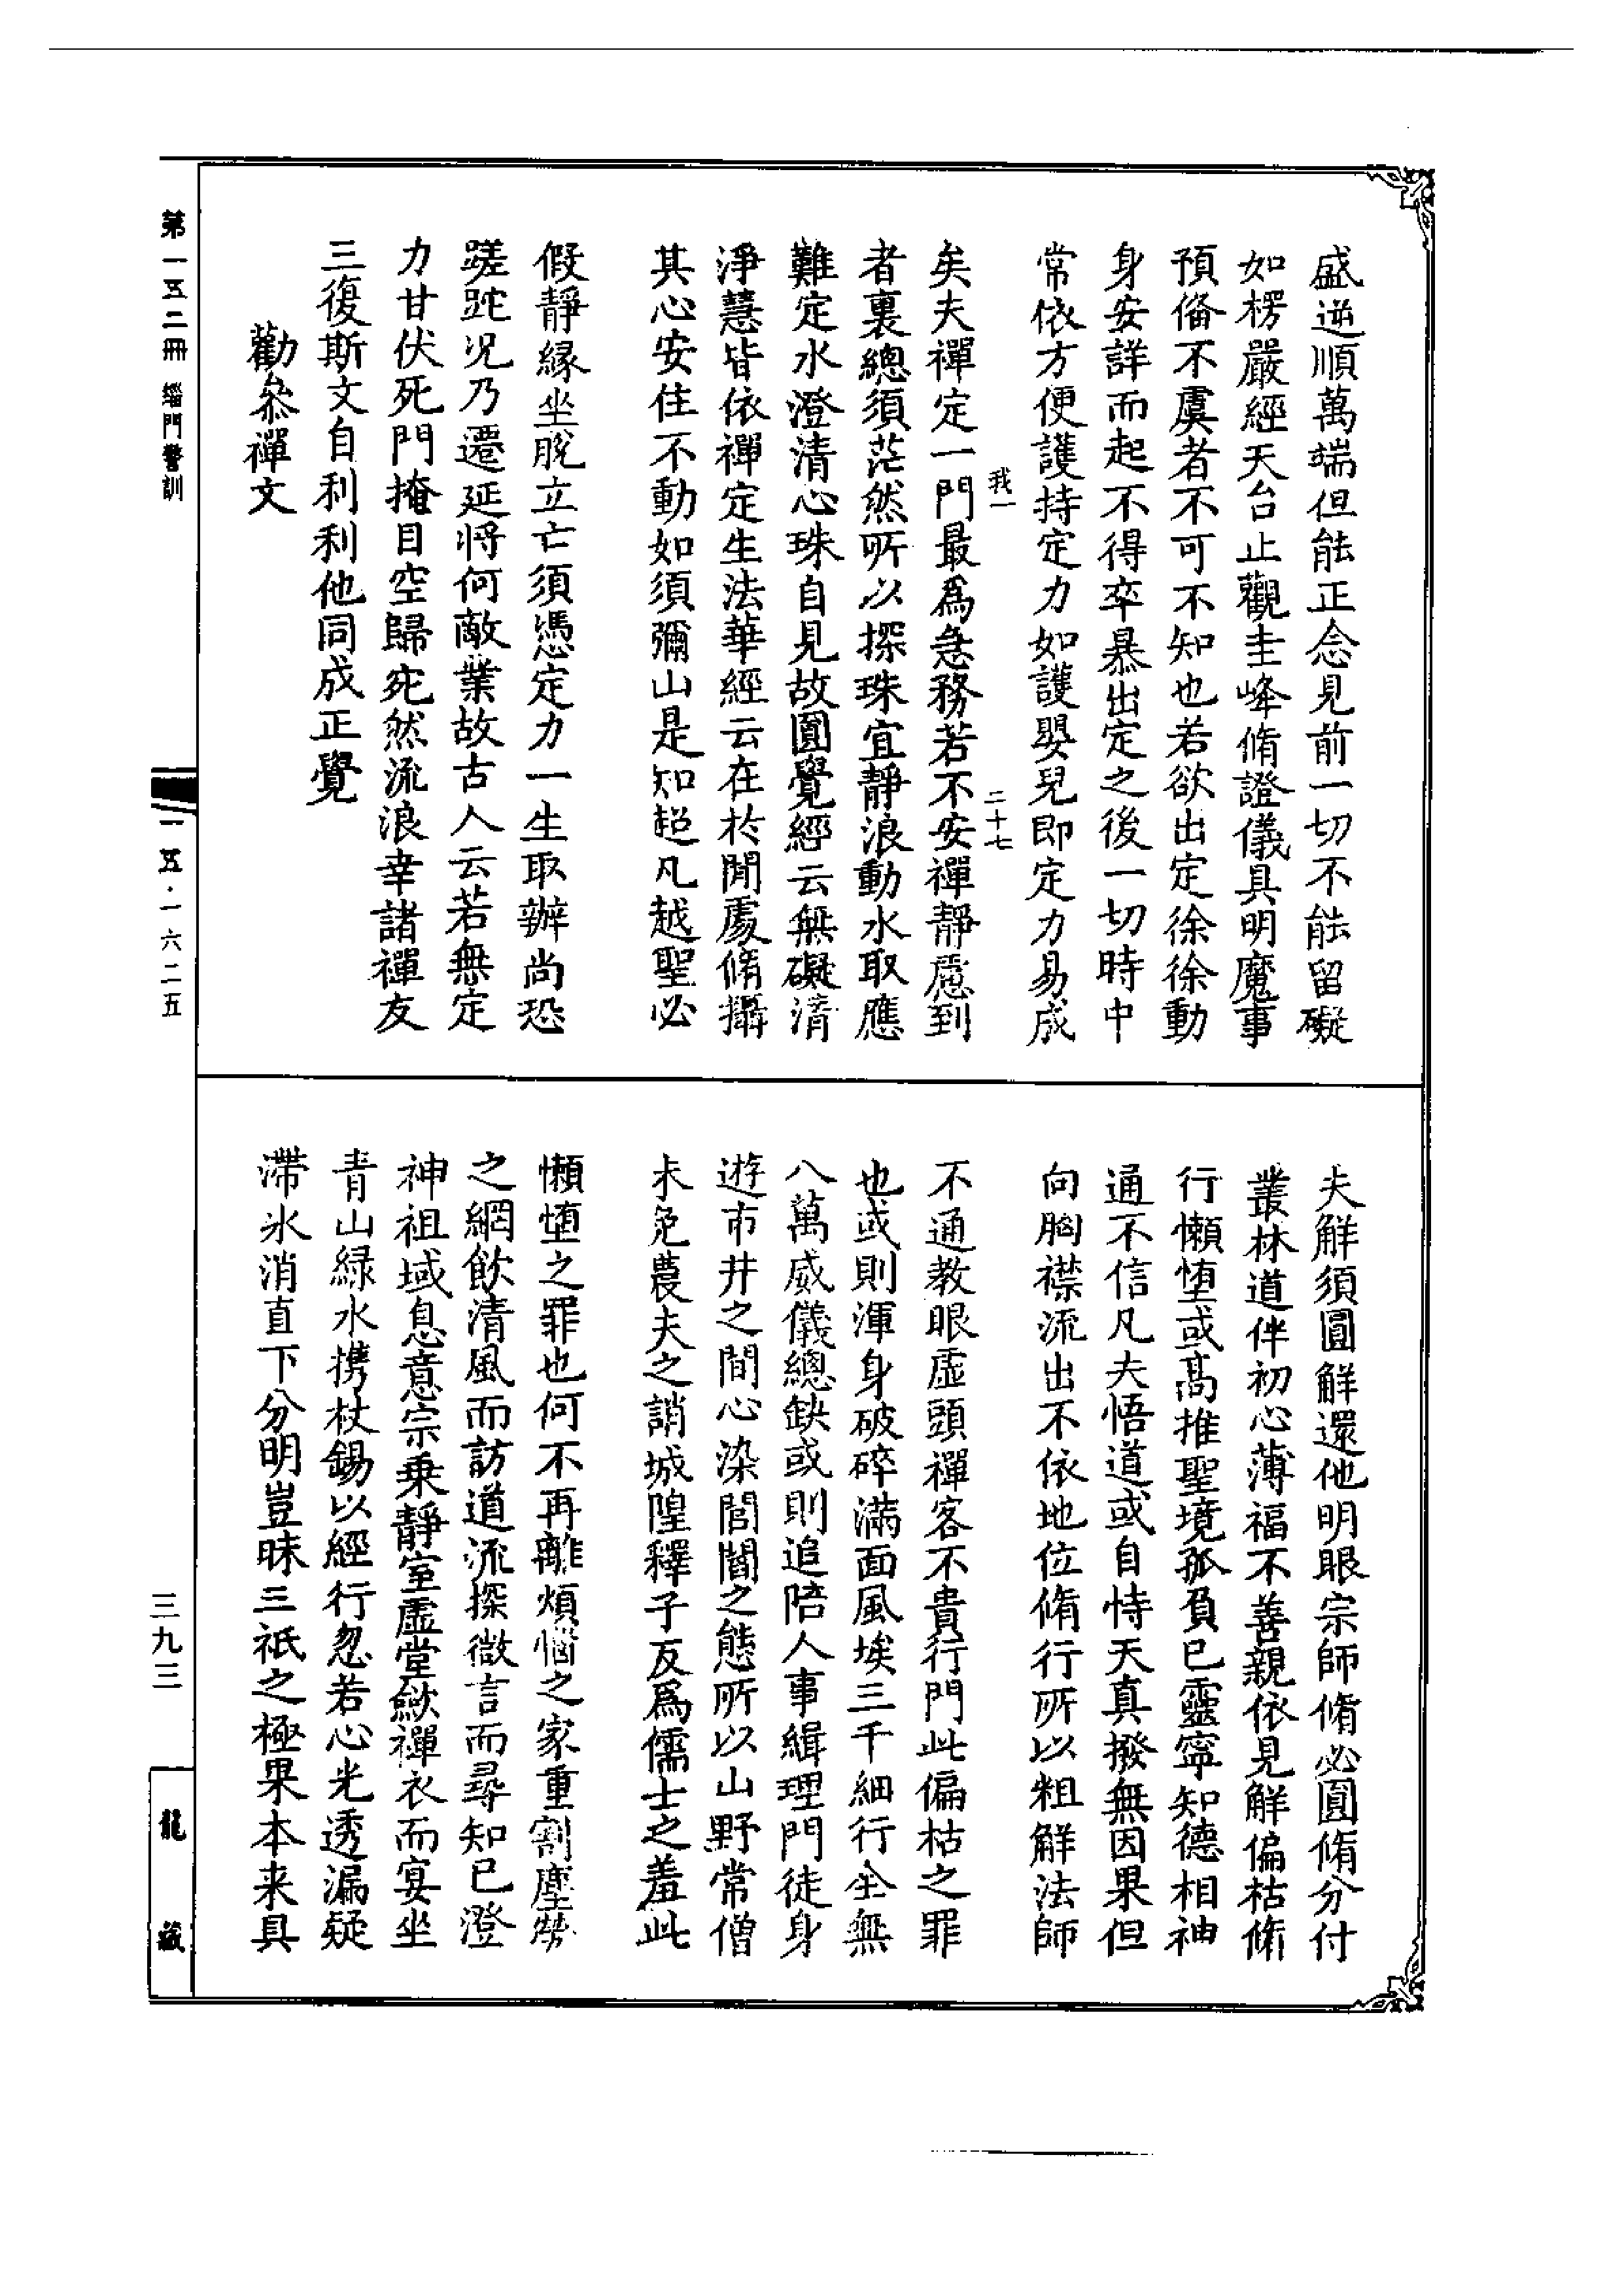 盛逆順萬端但能正念見前一切不能留礙
如楞嚴經天台止觀圭峰脩證儀具明魔事
預俻不虞者不可不知也若欲出定徐徐動
身安詳而起不得卒暴出定之後一切時中
常依方便護持定力如護嬰兒即定力易成
我一
二十七
矣夫禪定一門最爲急務若不安禪靜慮到
者裏總須茫然所以探珠宜靜浪動水取應
難定水澄清心珠自見故圓覺經云無礙清
淨慧皆依禪定生法華經云在於閒處脩攝
其心安住不動如須彌山是知超凡越聖必
假靜緣坐脫立亡須憑定力一生取辦尚恐
蹉跎况乃遷延將何敵業故古人云若無定
力甘伏死門掩目空歸宛然流浪幸諸禪友
三復斯文自利利他同成正覺
勸叅禪文
夫解須圓解還他明眼宗師脩必圓脩分付
叢林道伴初心薄福不善親依見解偏枯脩
行懶墮或高推聖境孤負已靈寧知德相神
通不信凡夫悟道或自恃天真撥無因果但
向胸襟流出不依地位脩行所以粗解法師
不通教眼虛頭禪客不貴行門此偏枯之罪
也或則渾身破碎滿面風埃三千細行全無
八萬威儀總缺或則追陪人事緝理門徒身
遊市井之間心染閭閻之態所以山野常僧
未免農夫之誚城隍釋子反爲儒士之羞此
懶墮之罪也何不再離煩惱之家重割塵勞
之網飲清風而訪道流探微言而尋知已澄
神祖域息意宗乗靜室虛堂歛禪衣而宴坐
青山緑水携杖錫以經行忽若心光透漏疑
滯氷消直下分明豈昧三祇之極果本来具
第一五二冊 緇門警訓
一五·一六二五
三九三
龍藏